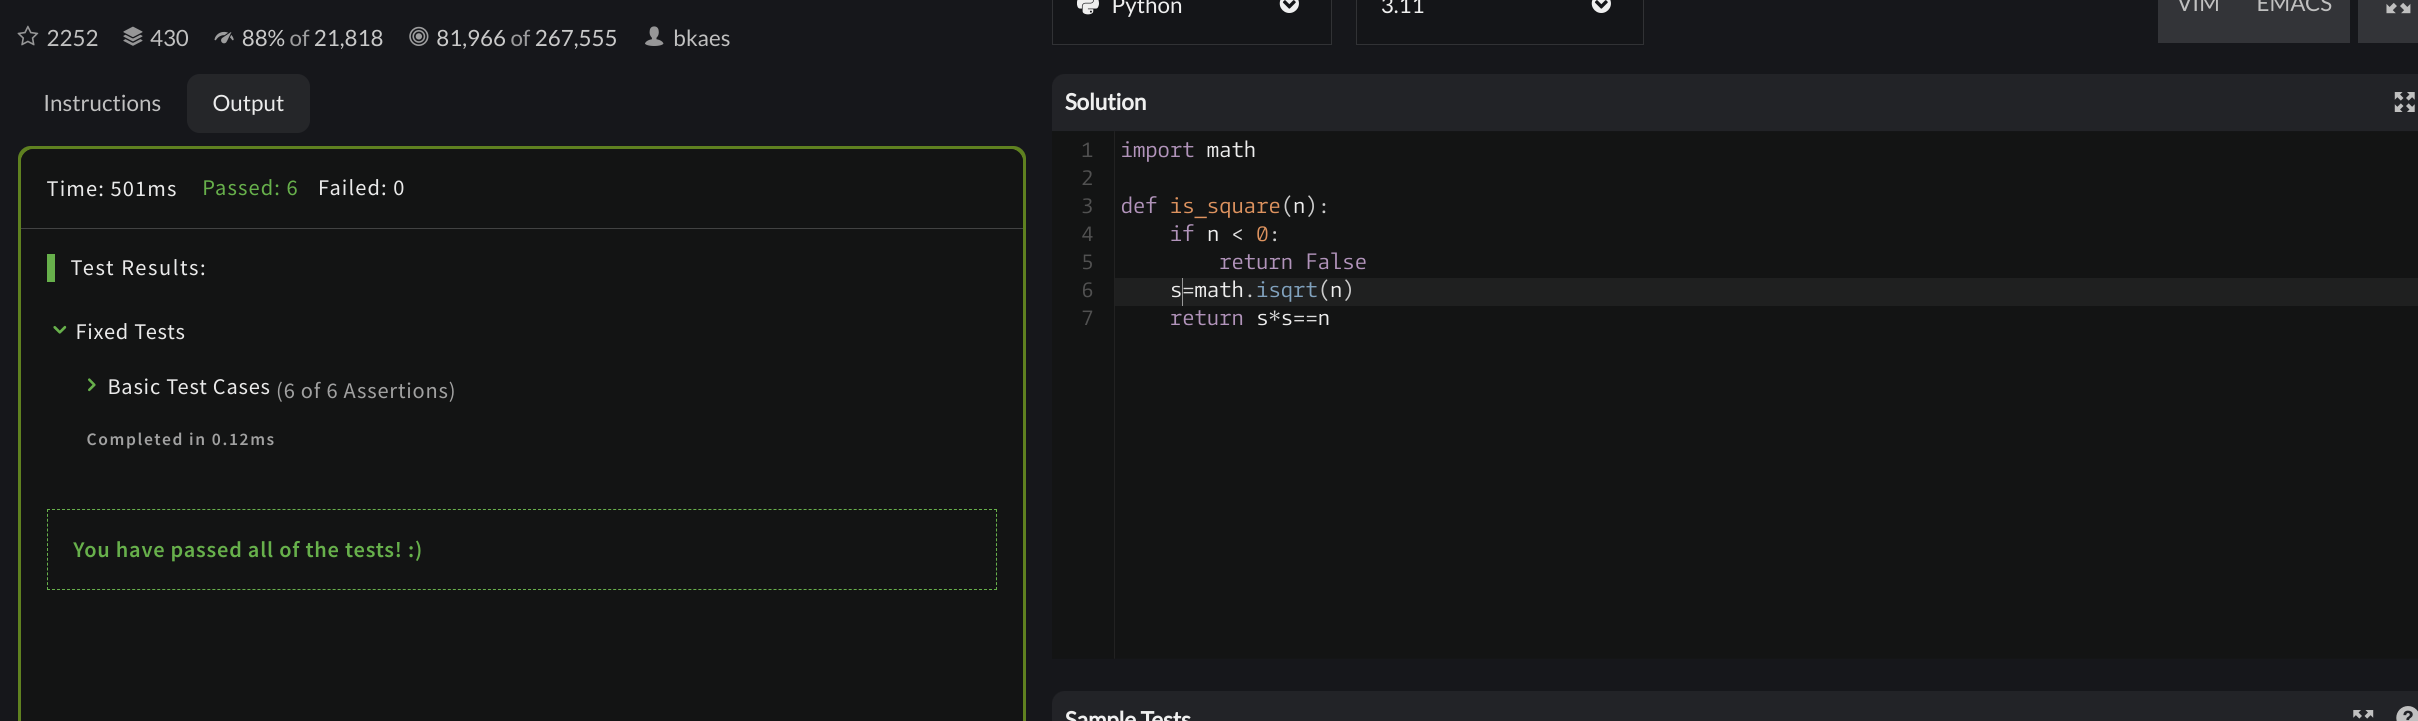 2252 430 88% of 21,818 81,966 of 267,555 bkaes
Instructions Output
Time: 501ms Passed: 6 Failed: 0
Test Results:
Fixed Tests
Basic Test Cases (6 of 6 Assertions)
Completed in 0.12ms
You have passed all of the tests! :)
Python 3.11 VIM EMACS
Solution
1 import math
2
3 def is_square(n):
4     if n < 0:
5         return False
6     s=math.isqrt(n)
7     return s*s==n
Sample Tests
?